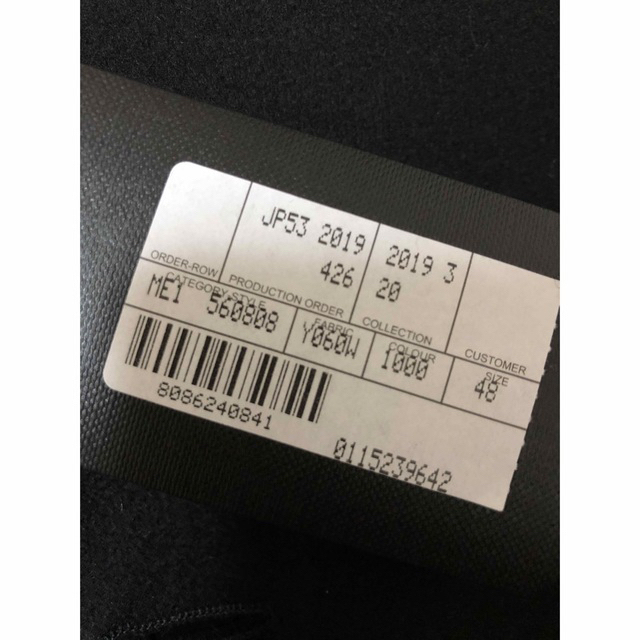 JP53 2019 2019 3
426 20
ORDER-ROW PRODUCTION ORDER COLLECTION CUSTOMER
CATEGORY-STYLE FABRIC COLOUR SIZE
MEI 560808 Y060W 1000 48
8086240841
0115239642